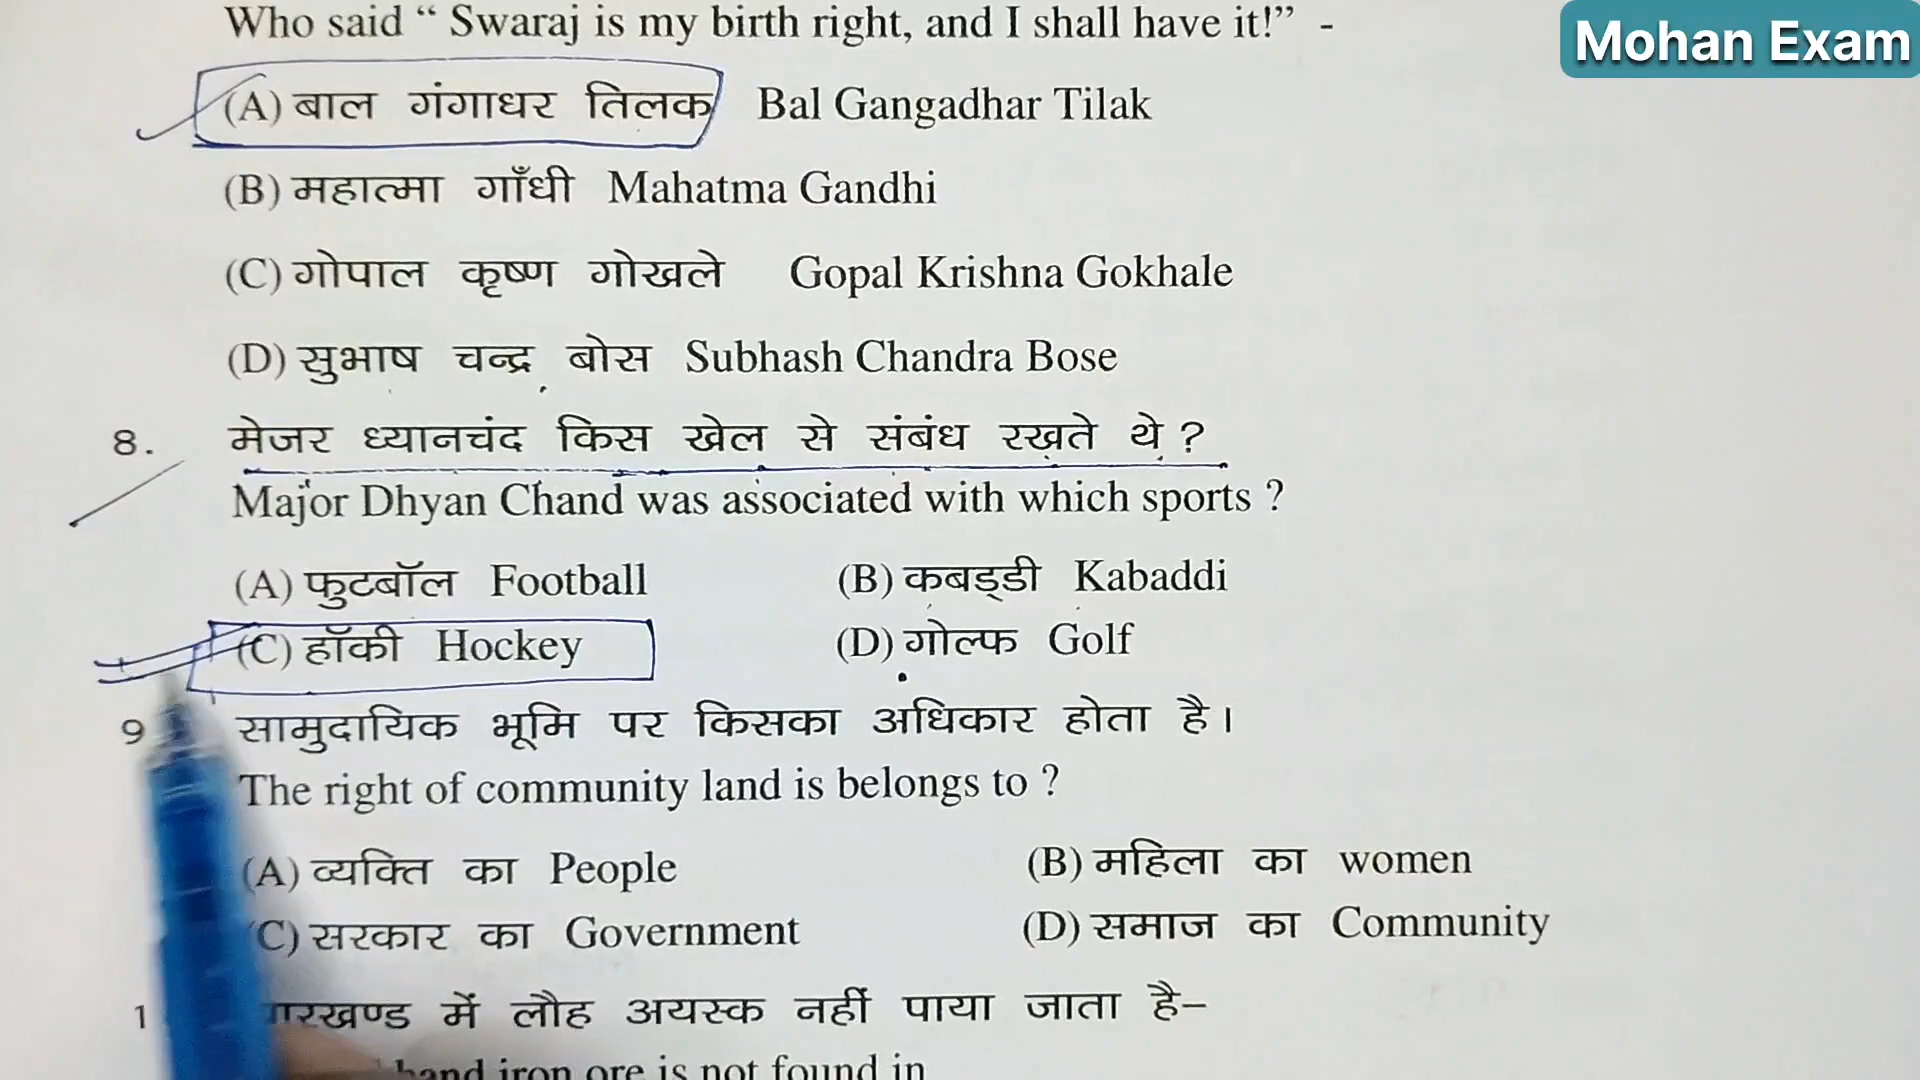 Who said “ Swaraj is my birth right, and I shall have it!” -
Mohan Exam
(A) बाल गंगाधर तिलक Bal Gangadhar Tilak
(B) महात्मा गाँधी Mahatma Gandhi
(C) गोपाल कृष्ण गोखले Gopal Krishna Gokhale
(D) सुभाष चन्द्र बोस Subhash Chandra Bose
8. मेजर ध्यानचंद किस खेल से संबंध रखते थे ?
Major Dhyan Chand was associated with which sports ?
(A) फुटबॉल Football (B) कबड्डी Kabaddi
(C) हॉकी Hockey (D) गोल्फ Golf
9 सामुदायिक भूमि पर किसका अधिकार होता है।
The right of community land is belongs to ?
(A) व्यक्ति का People (B) महिला का women
C) सरकार का Government (D) समाज का Community
1 में लौह अयस्क नहीं पाया जाता है–
iron ore is not found in